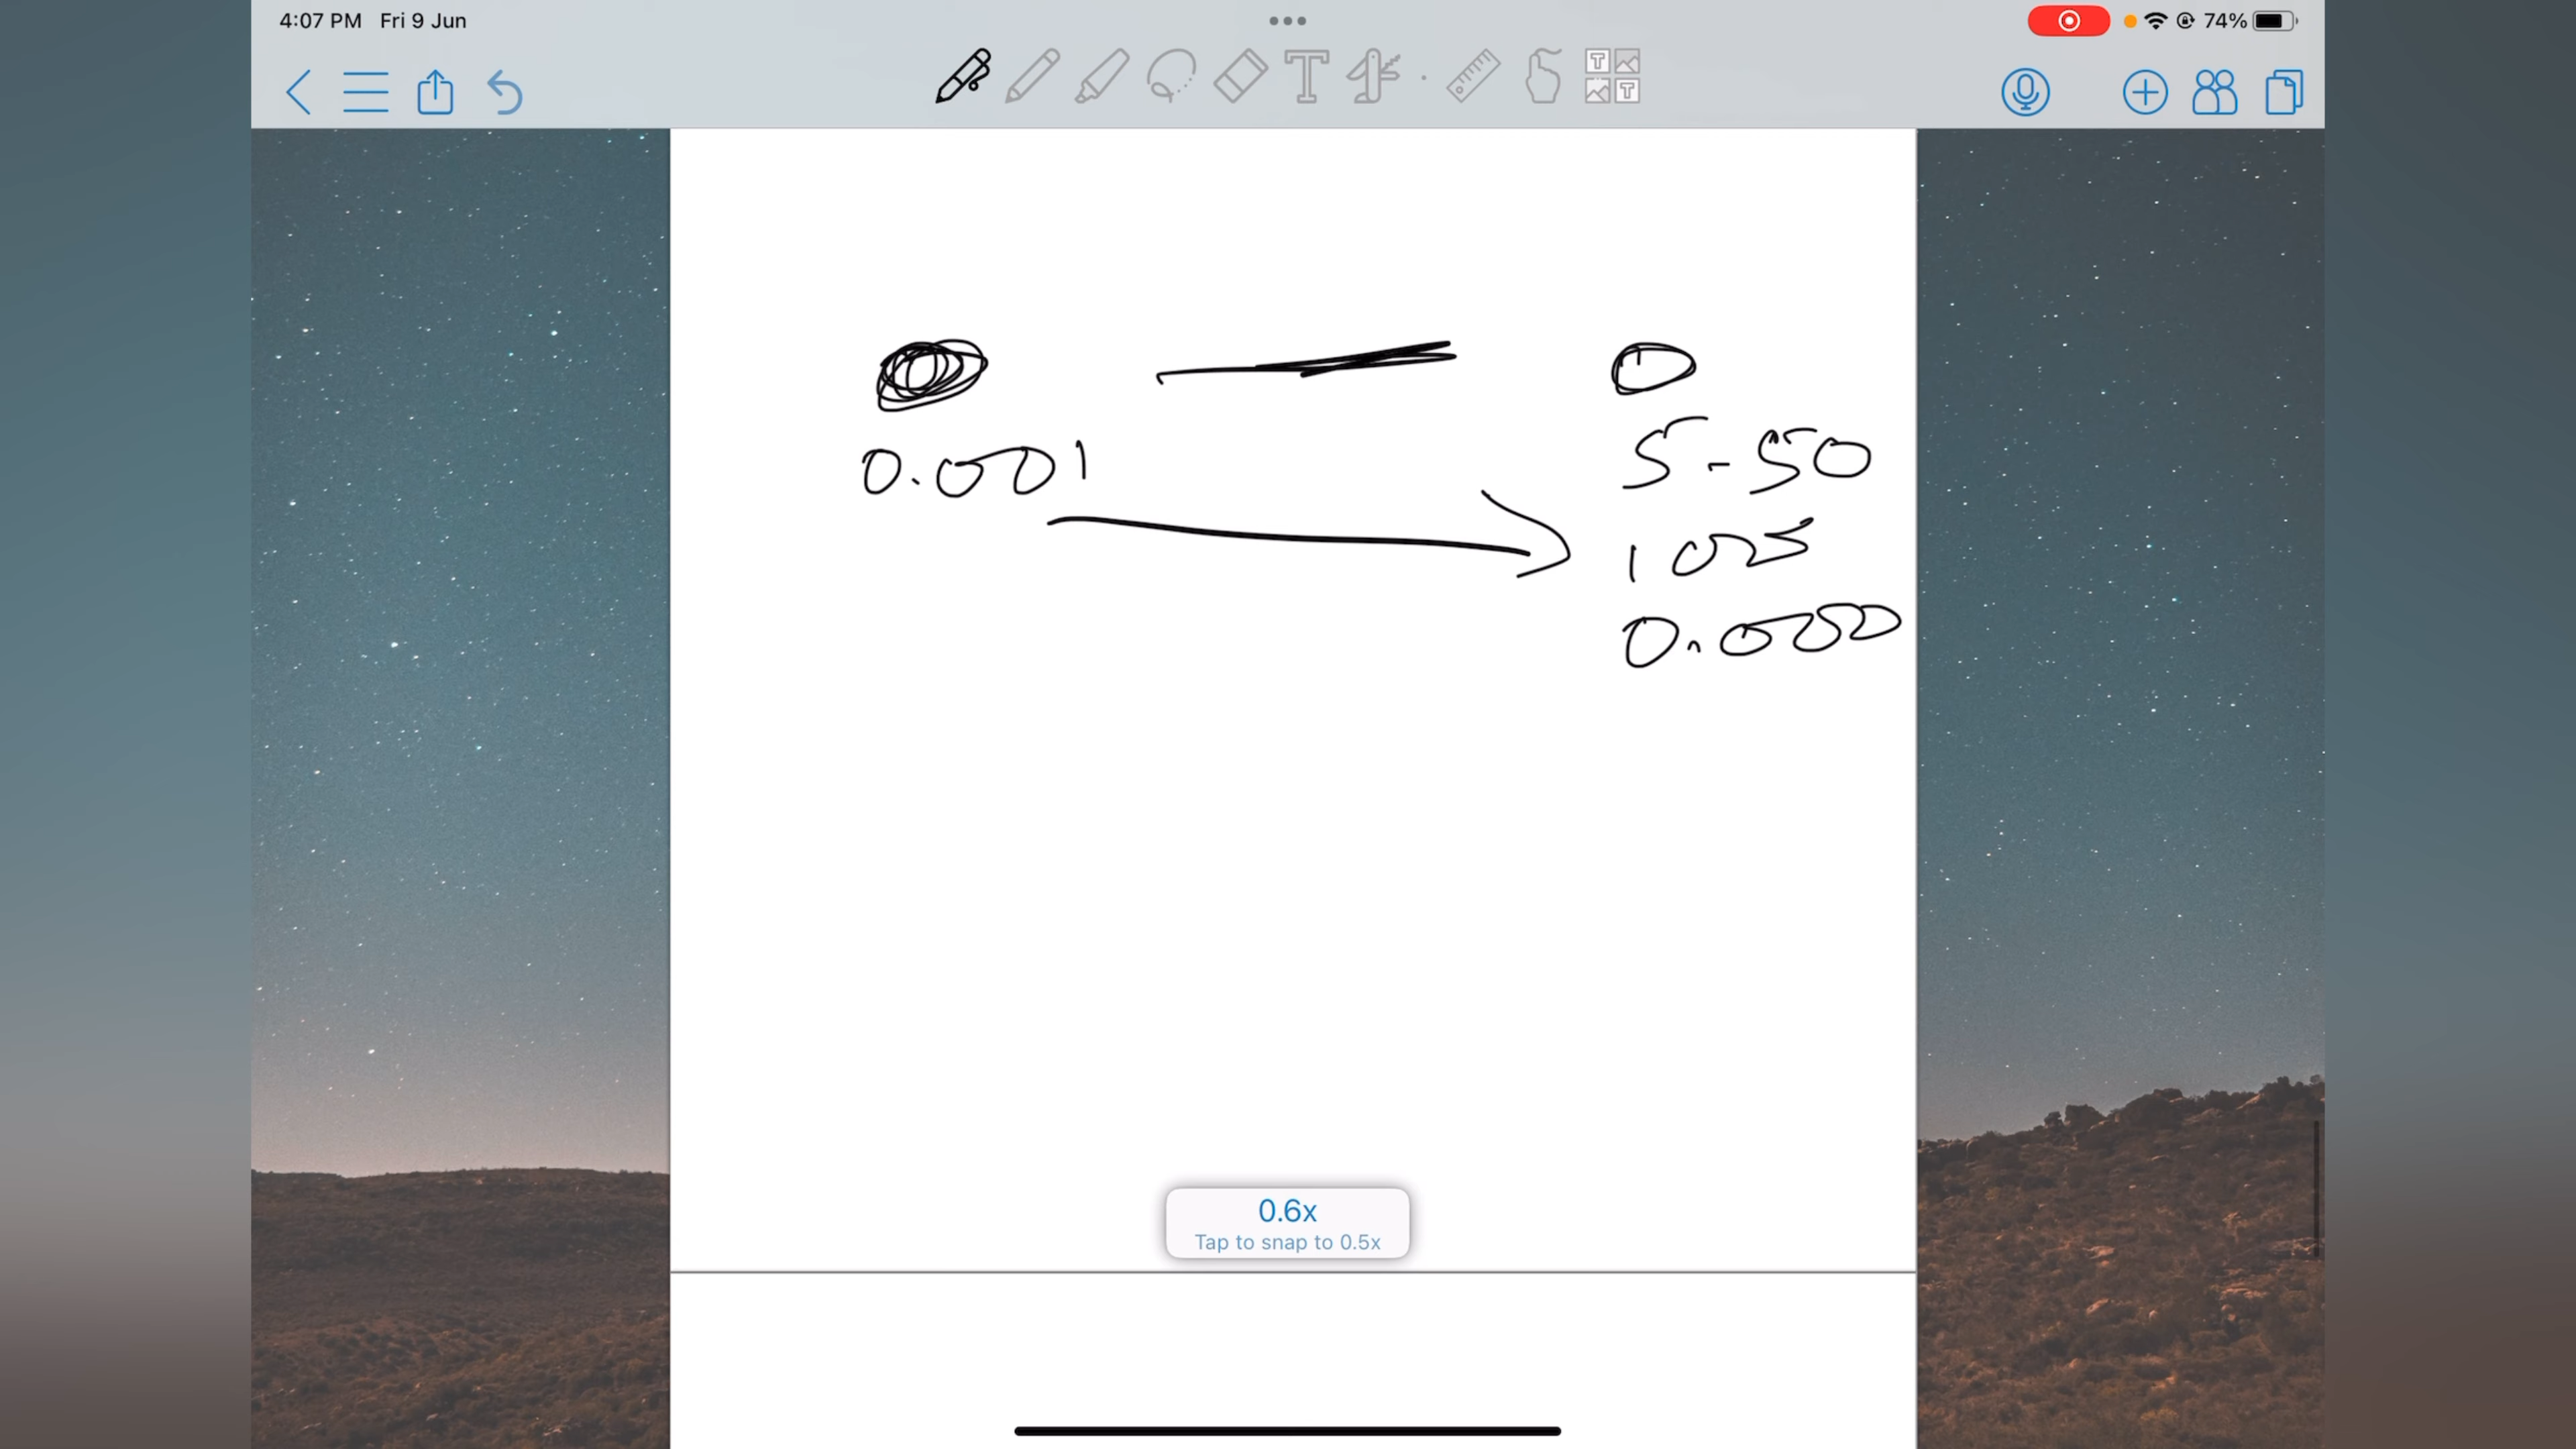 4:07 PM Fri 9 Jun
74%
0.001
5-50
100s
0.000
0.6x
Tap to snap to 0.5x